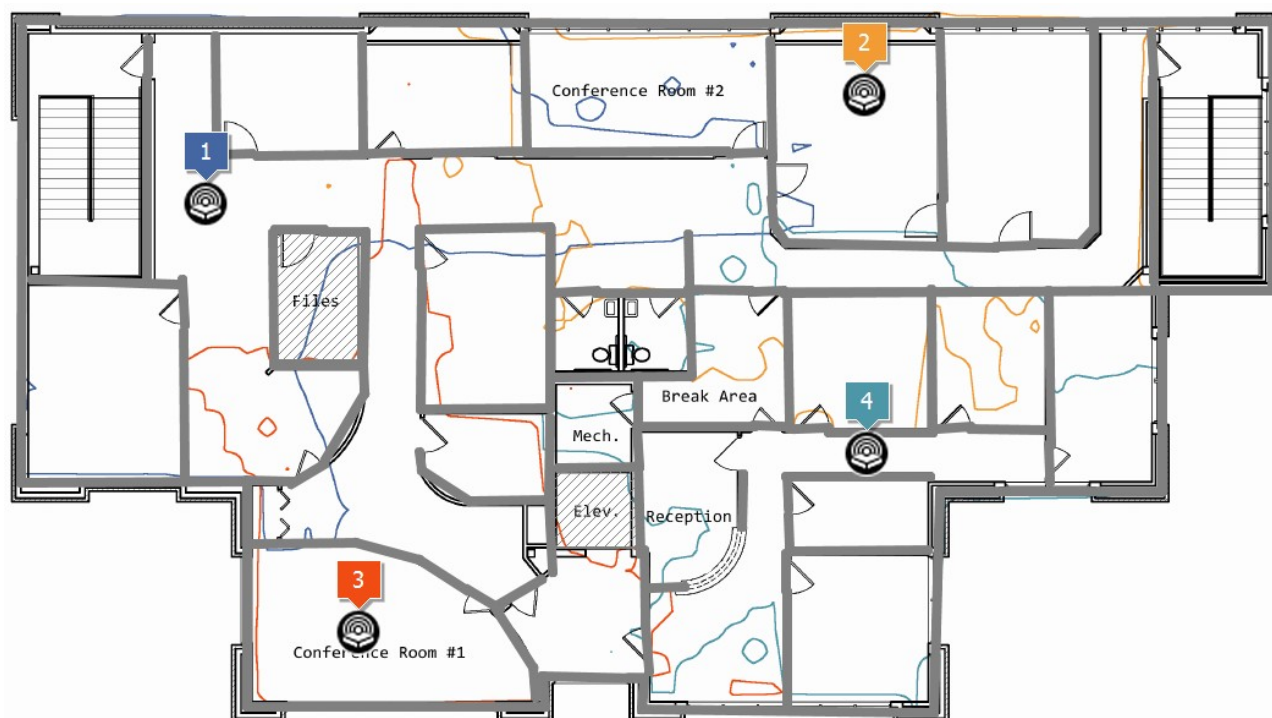 2
Conference Room #2
1
Files
Break Area
4
Mech.
Elev.
Reception
3
Conference Room #1